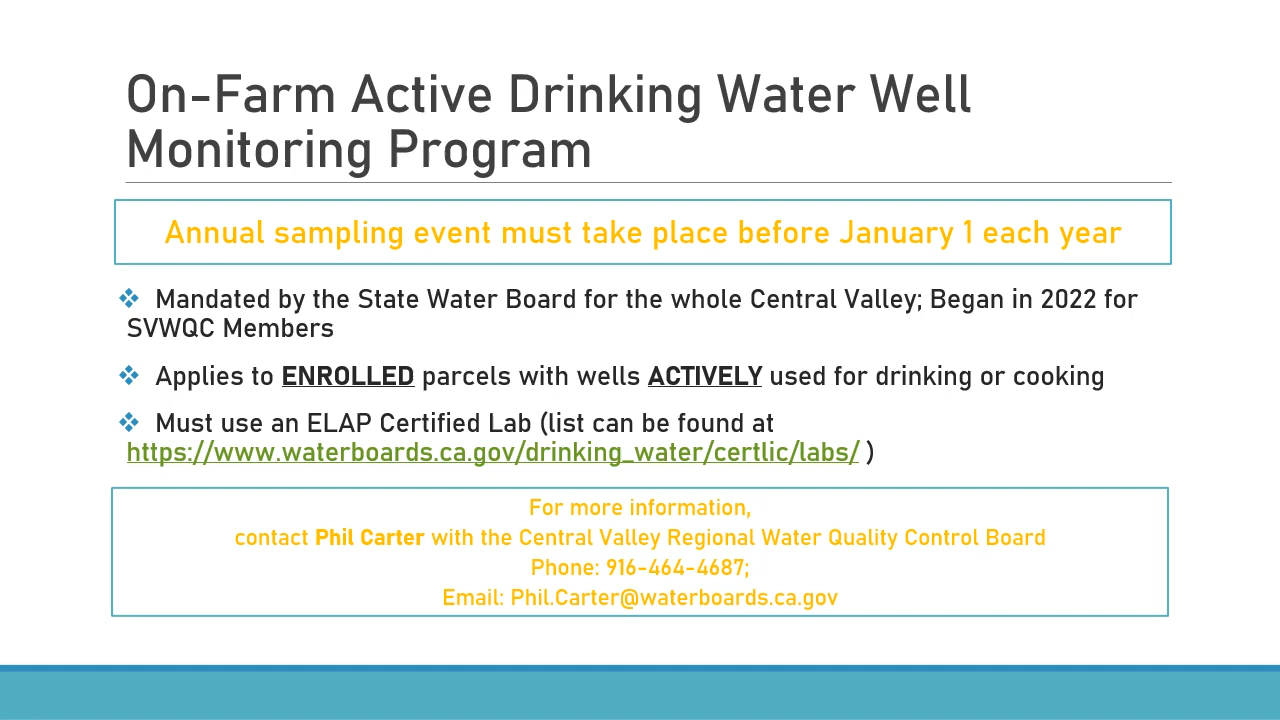 On-Farm Active Drinking Water Well
Monitoring Program
Annual sampling event must take place before January 1 each year
❖ Mandated by the State Water Board for the whole Central Valley; Began in 2022 for
SVWQC Members
❖ Applies to ENROLLED parcels with wells ACTIVELY used for drinking or cooking
❖ Must use an ELAP Certified Lab (list can be found at
https://www.waterboards.ca.gov/drinking_water/certlic/labs/ )
For more information,
contact Phil Carter with the Central Valley Regional Water Quality Control Board
Phone: 916-464-4687;
Email: Phil.Carter@waterboards.ca.gov